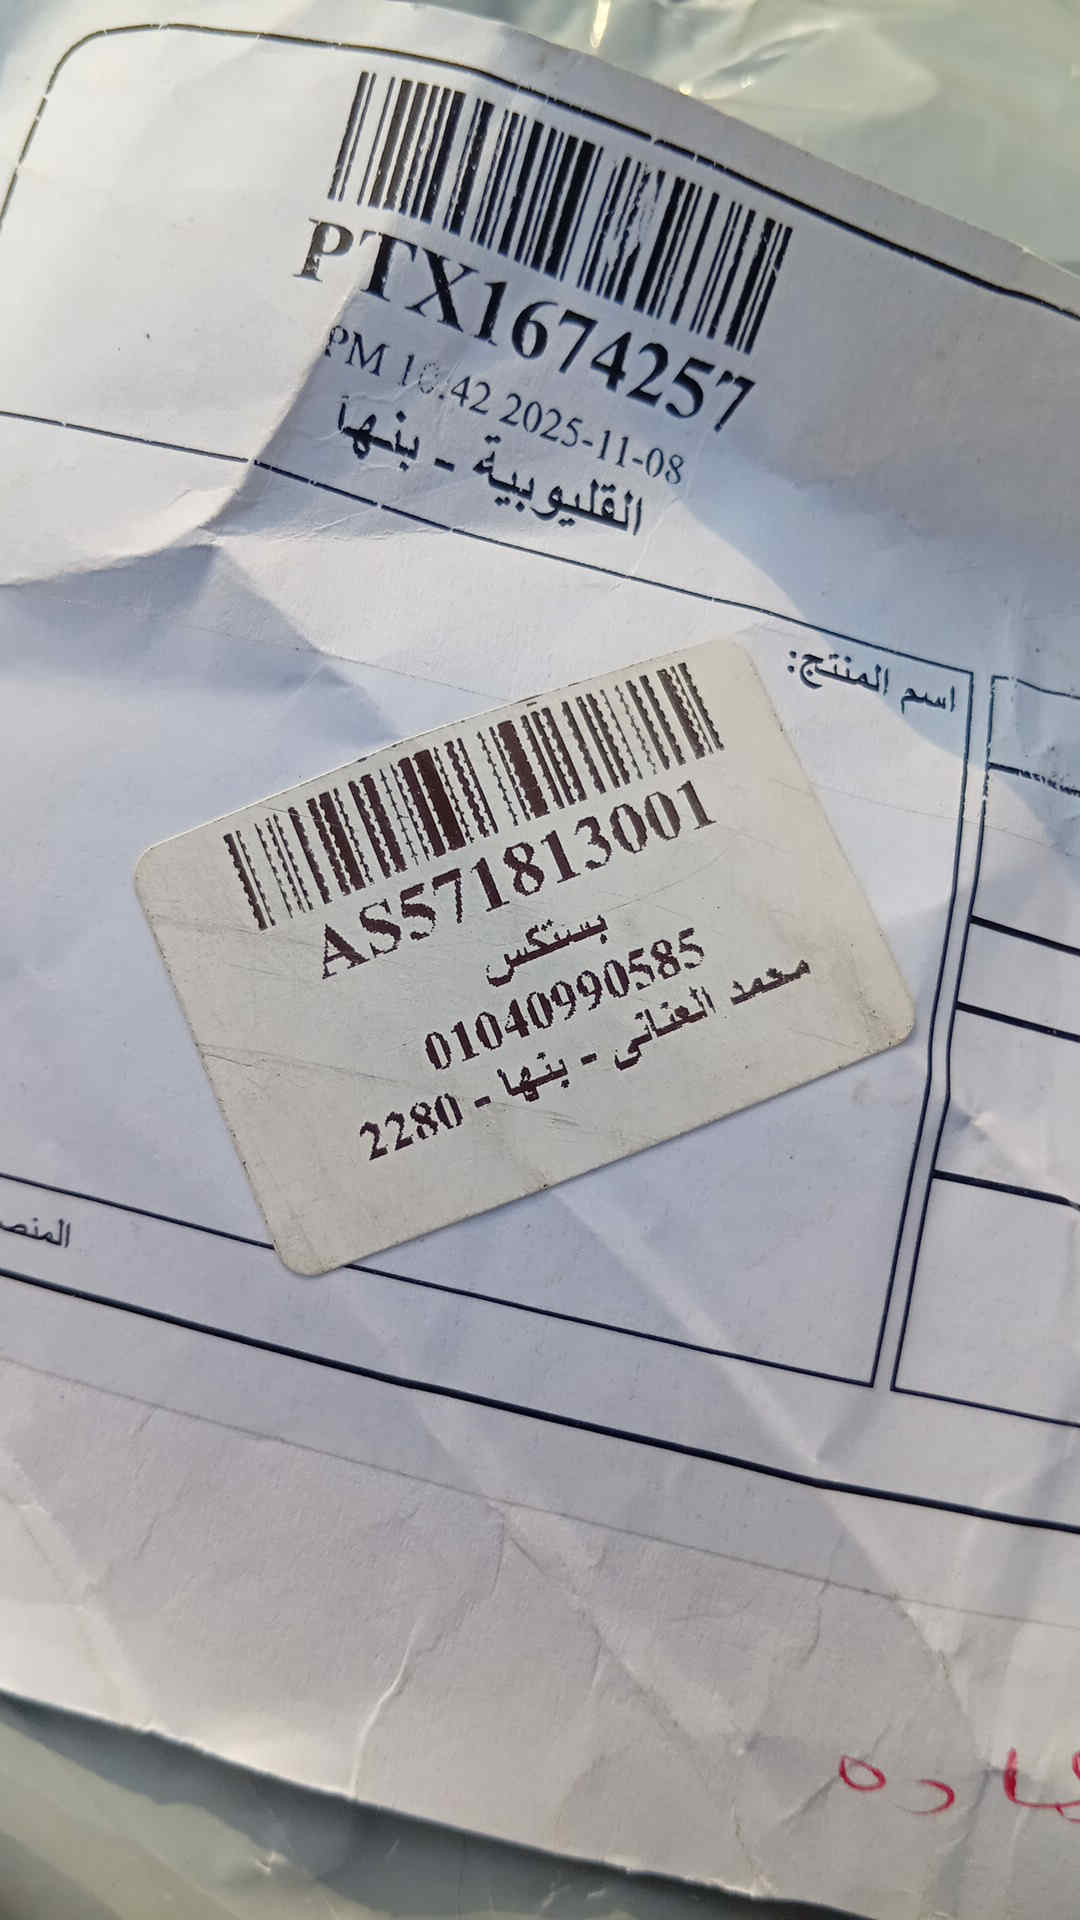 PTX1674257
PM 10:42 2025-11-08
القليوبية - بنها
اسم المنتج:
AS571813001
بستكس
01040990585
محمد العنانى - بنها - 2280